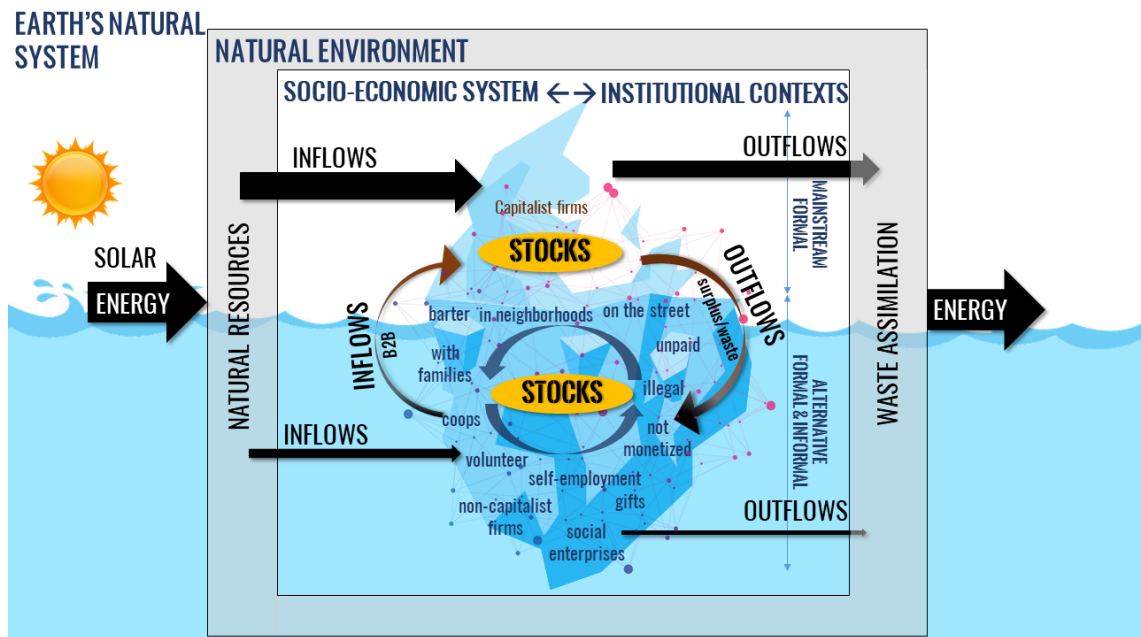 EARTH'S NATURAL
SYSTEM
NATURAL ENVIRONMENT
SOCIO-ECONOMIC SYSTEM ←→ INSTITUTIONAL CONTEXTS
INFLOWS
OUTFLOWS
MAINSTREAM
FORMAL
Capitalist firms
STOCKS
OUTFLOWS
surplus/waste
SOLAR
ENERGY
NATURAL RESOURCES
WASTE ASSIMILATION
ENERGY
INFLOWS
B2B
barter
in neighborhoods
on the street
with
families
unpaid
STOCKS
illegal
coops
not
monetized
ALTERNATIVE
FORMAL & INFORMAL
INFLOWS
volunteer
self-employment
gifts
non-capitalist
firms
social
enterprises
OUTFLOWS